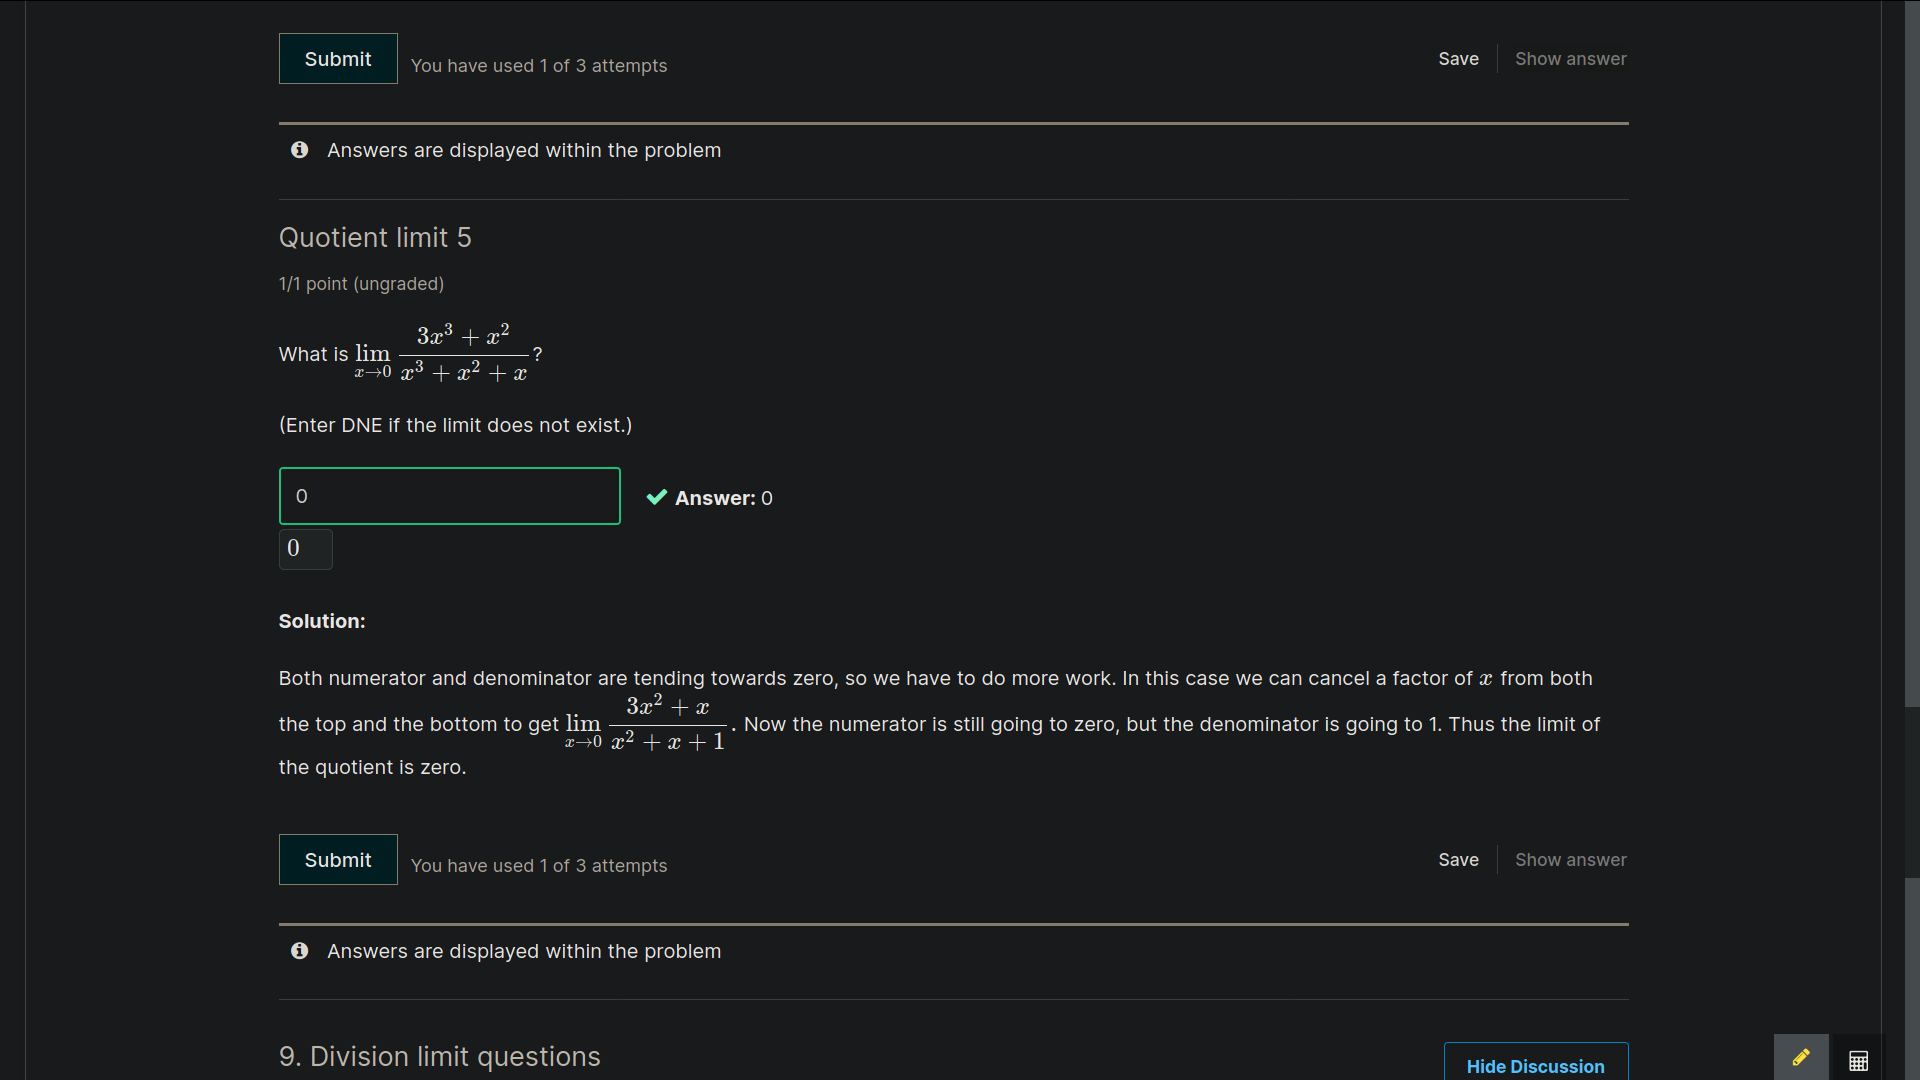 Submit You have used 1 of 3 attempts Save Show answer
Answers are displayed within the problem
Quotient limit 5
1/1 point (ungraded)
What is $\lim_{x \to 0} \frac{3x^3 + x^2}{x^3 + x^2 + x}$?
(Enter DNE if the limit does not exist.)
0 Answer: 0
0
Solution:
Both numerator and denominator are tending towards zero, so we have to do more work. In this case we can cancel a factor of $x$ from both
the top and the bottom to get $\lim_{x \to 0} \frac{3x^2 + x}{x^2 + x + 1}$. Now the numerator is still going to zero, but the denominator is going to 1. Thus the limit of
the quotient is zero.
Submit You have used 1 of 3 attempts Save Show answer
Answers are displayed within the problem
9. Division limit questions Hide Discussion